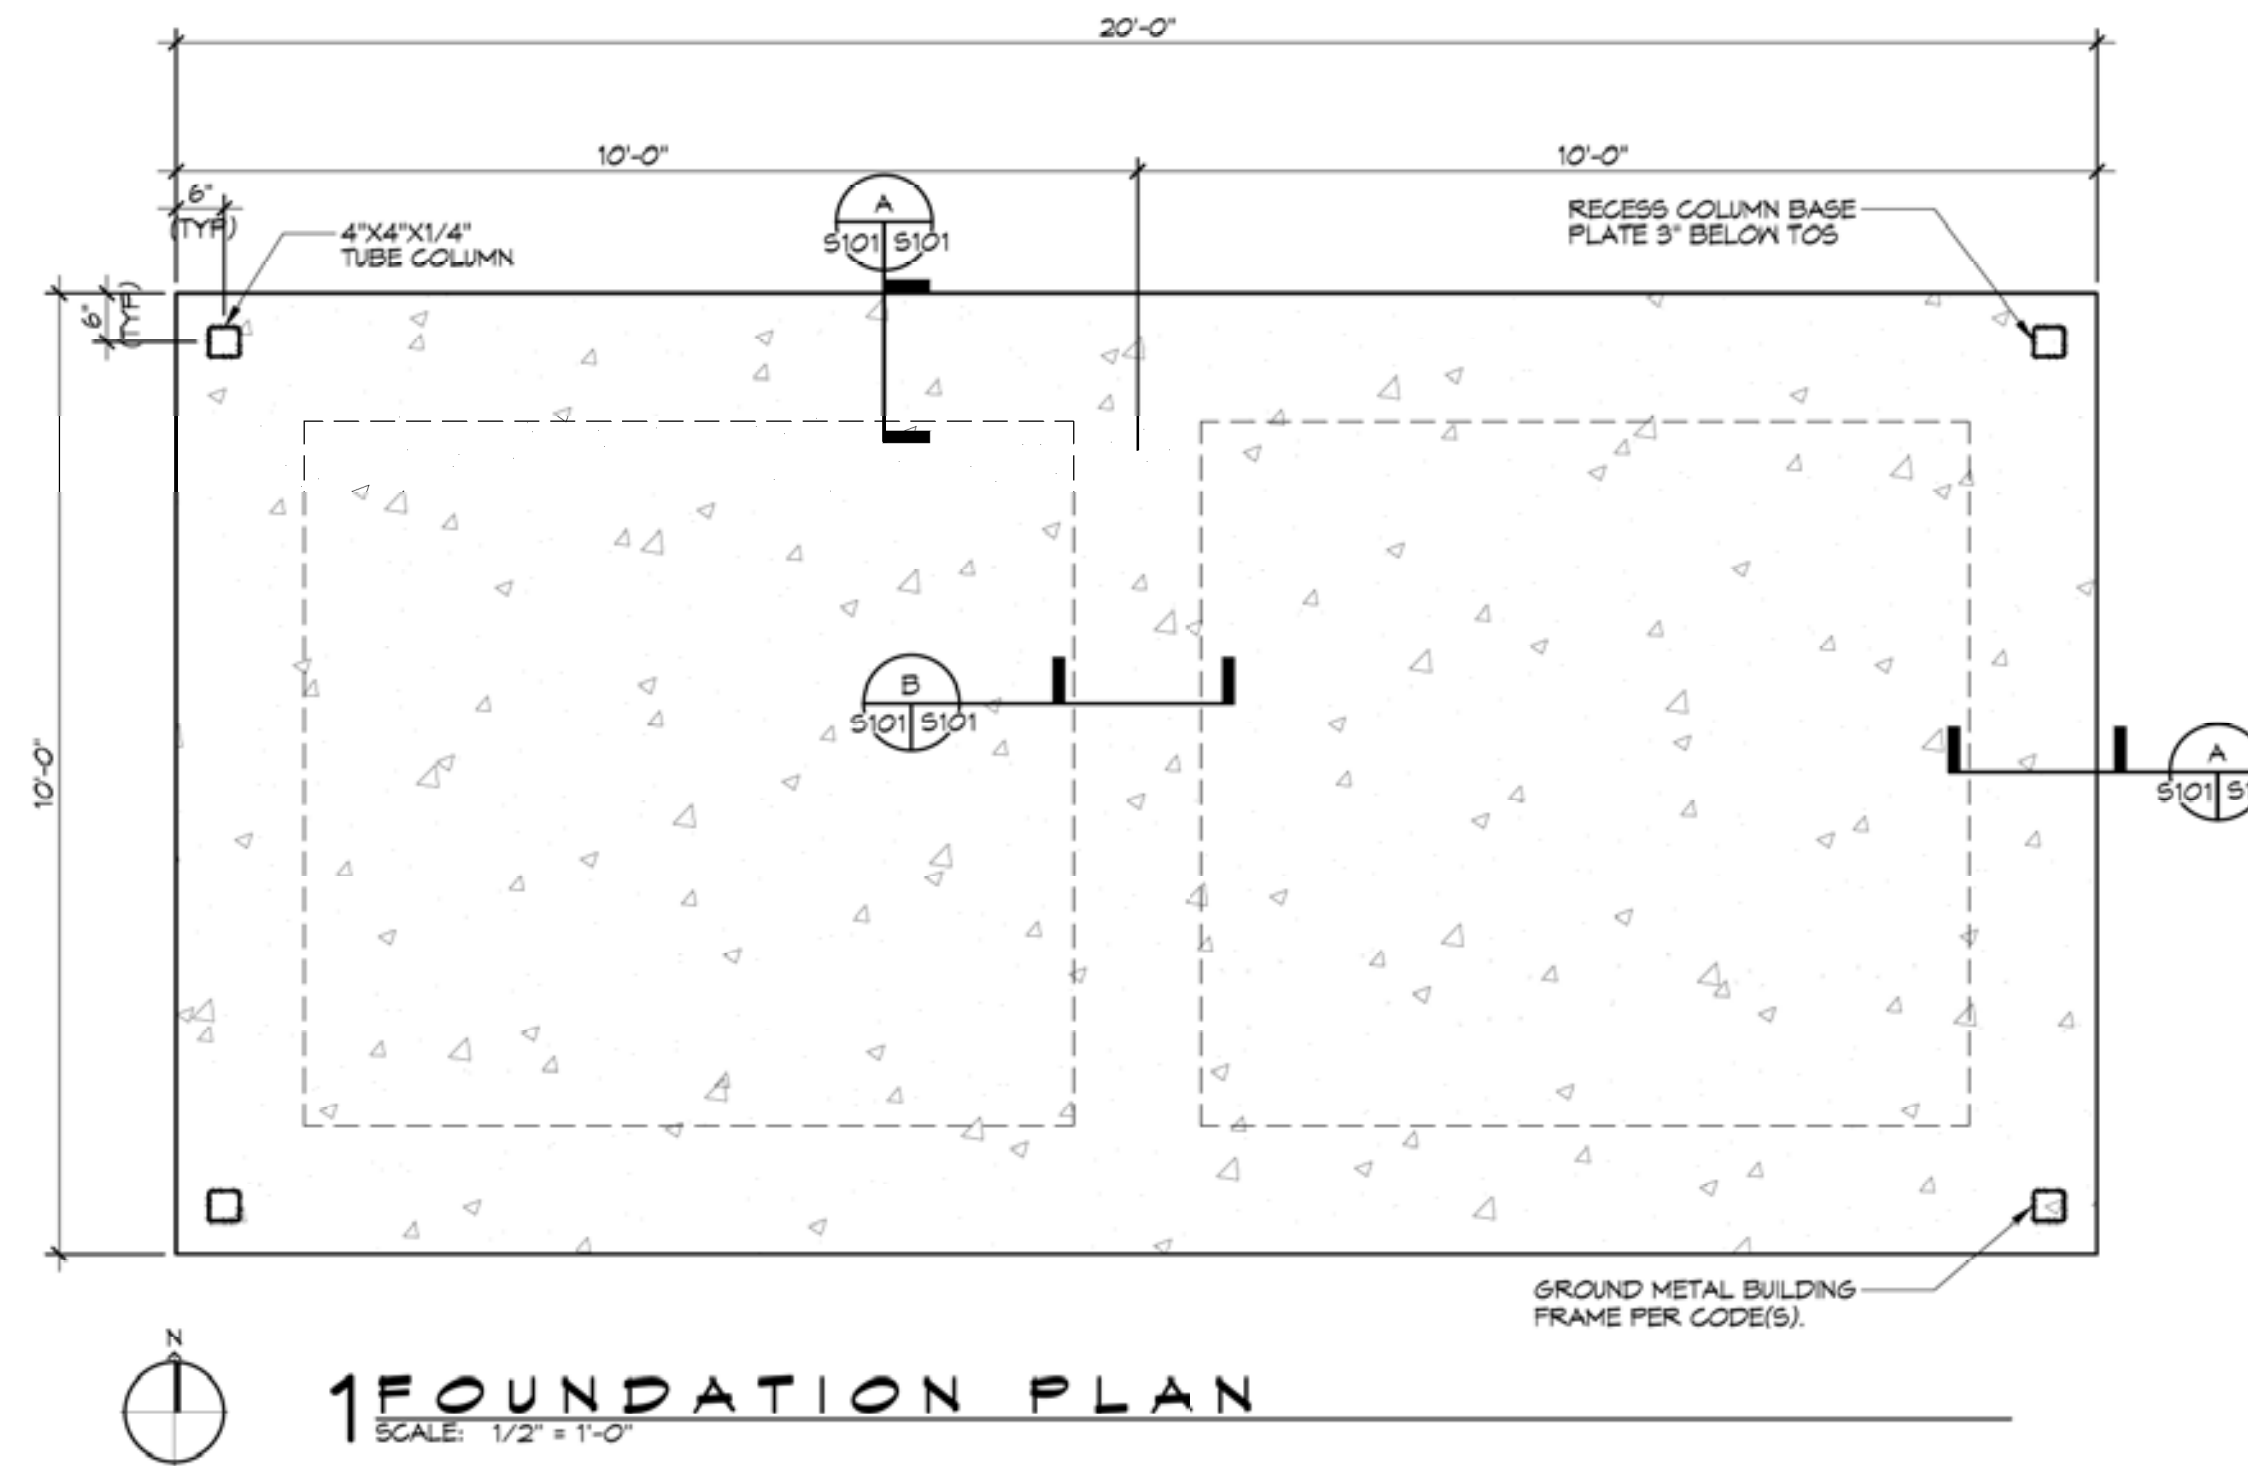 20'-0"
10'-0"
10'-0"
6"
(TYP)
4"X4"X1/4"
TUBE COLUMN
A
S101 S101
RECESS COLUMN BASE
PLATE 3" BELOW TOS
6"
(TYP)
B
S101 S101
A
S101
10'-0"
GROUND METAL BUILDING
FRAME PER CODE(S).
N
1 FOUNDATION PLAN
SCALE: 1/2" = 1'-0"